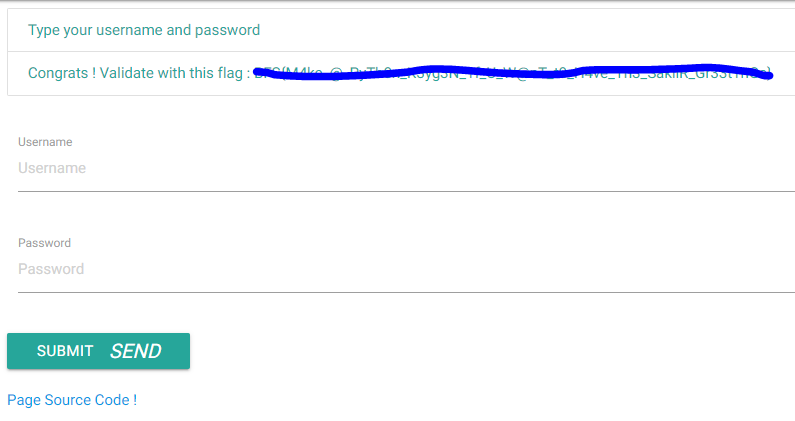 Type your username and password
Congrats ! Validate with this flag :
Username
Username
Password
Password
SUBMIT SEND
Page Source Code !